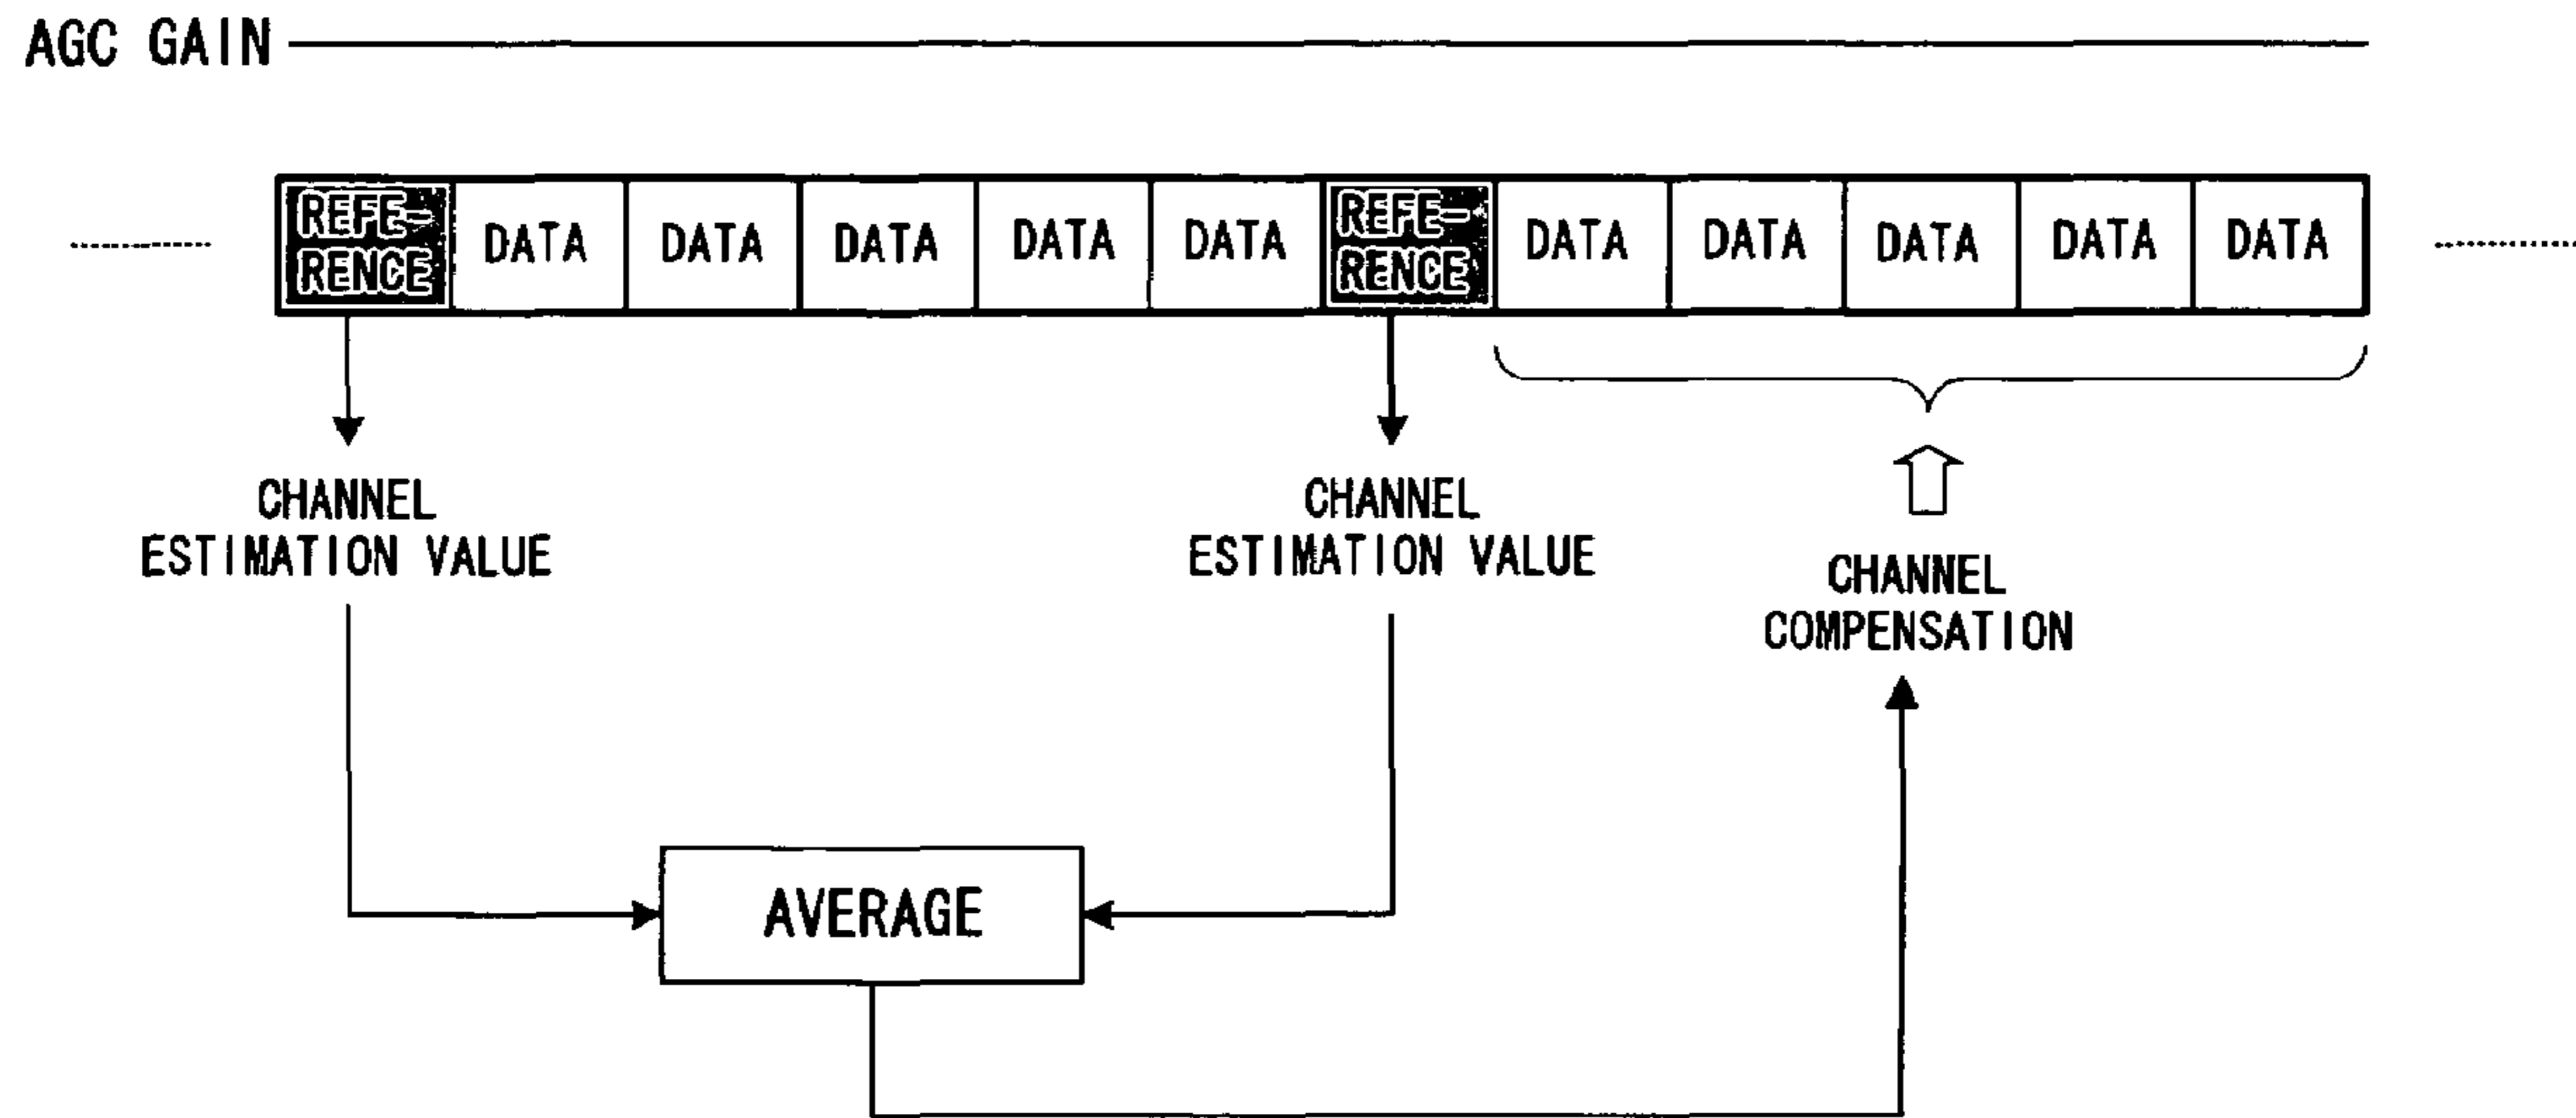 AGC GAIN
REFE-
RENCE
DATA
DATA
DATA
DATA
DATA
REFE-
RENCE
DATA
DATA
DATA
DATA
DATA
CHANNEL
ESTIMATION VALUE
CHANNEL
ESTIMATION VALUE
CHANNEL
COMPENSATION
AVERAGE